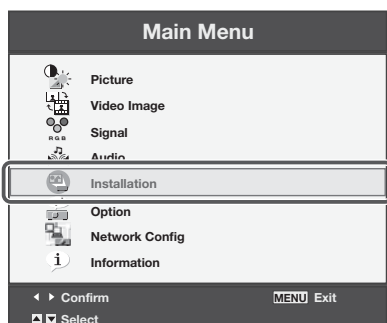 Main Menu
Picture
Video Image
RGB
Signal
Audio
Installation
Option
Network Config
i
Information
Confirm
MENU Exit
Select